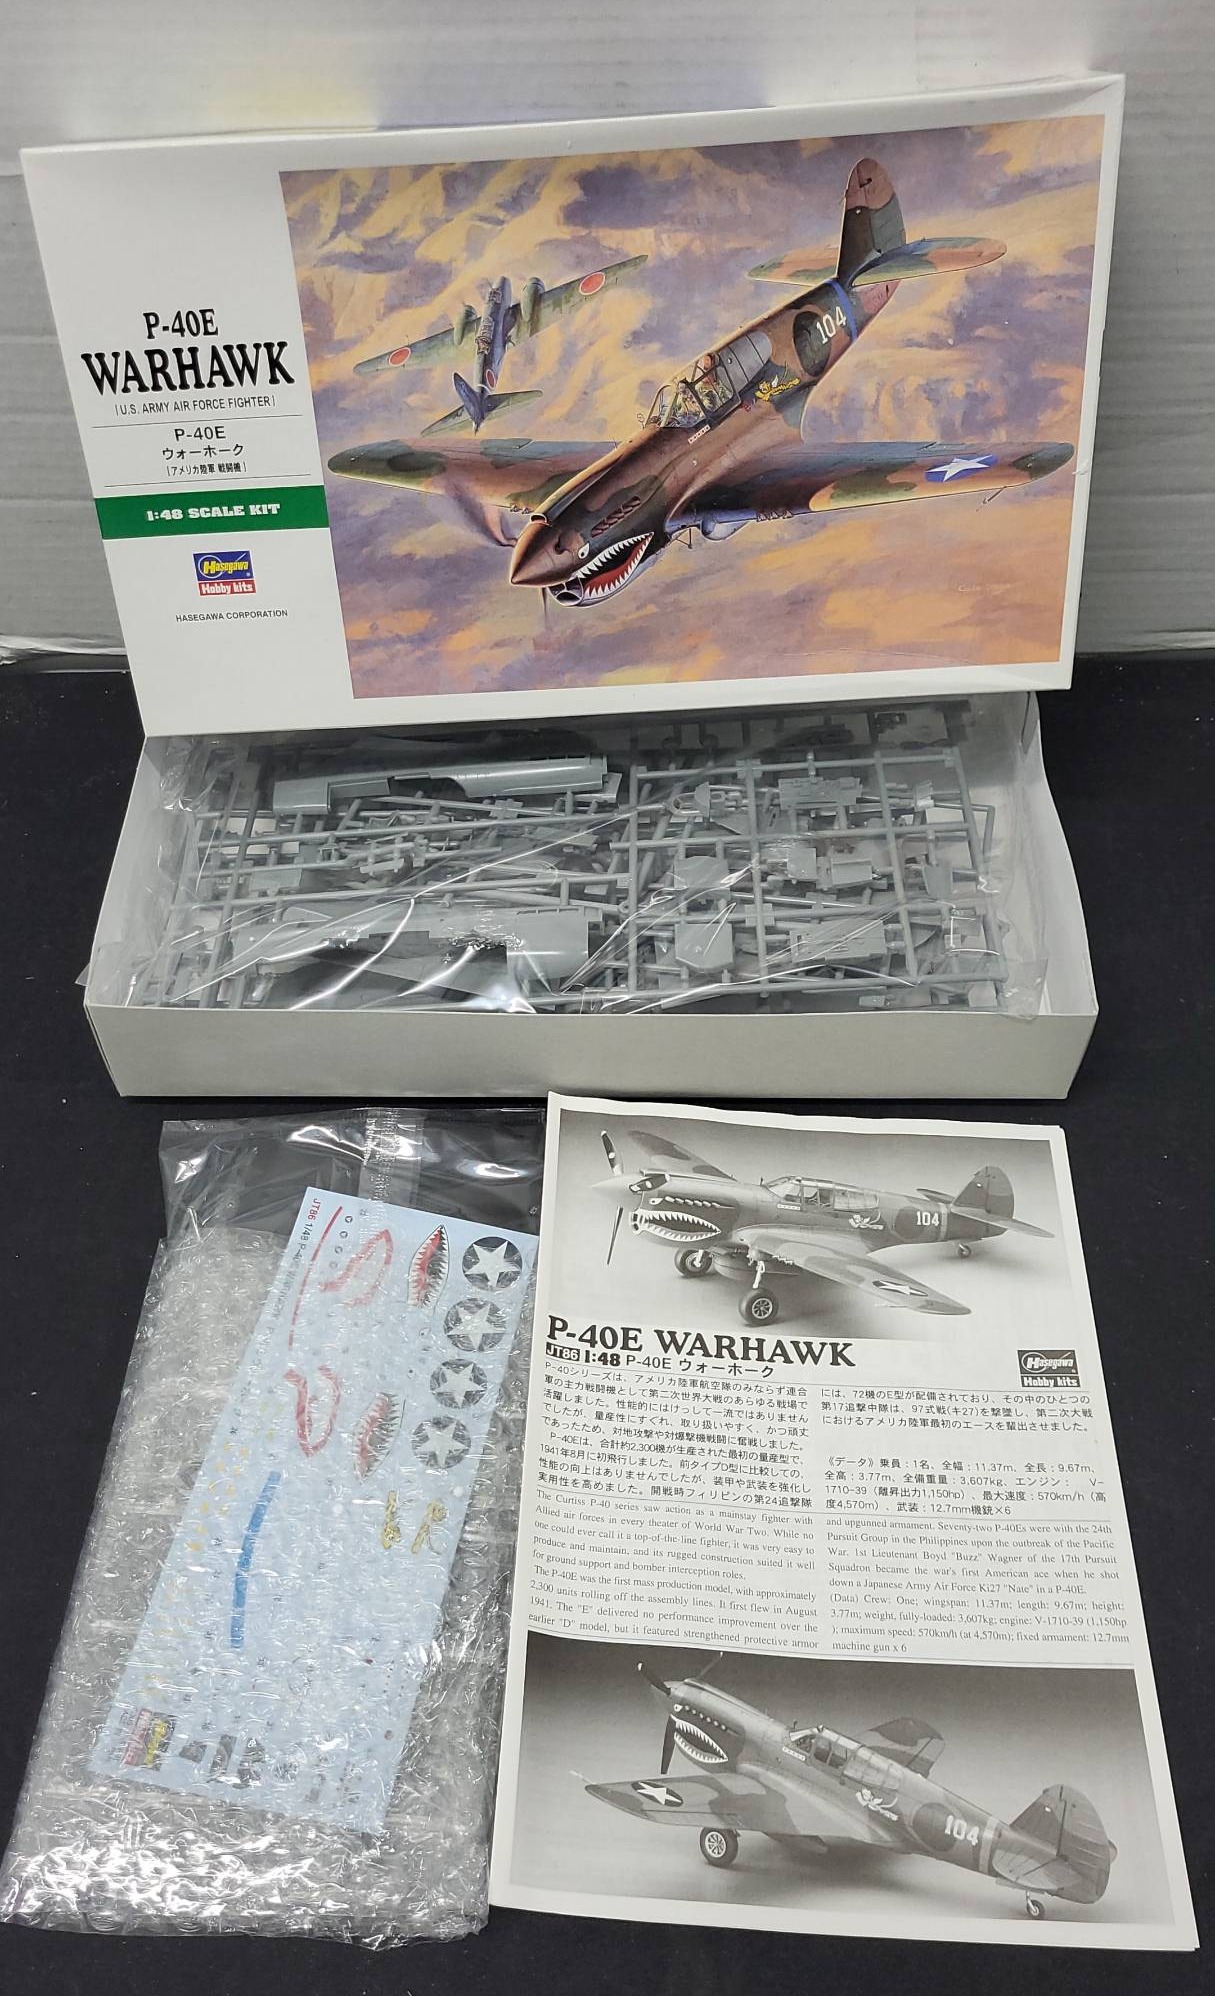 P-40E
WARHAWK
U.S. ARMY AIR FORCE FIGHTER
P-40E
ウォーホーク
アメリカ陸軍 戦闘機
1:48 SCALE KIT
Hasegawa
Hobby kits
HASEGAWA CORPORATION
104
JT86 1/48 P-40E
104
P-40E WARHAWK
JT86 1:48 P-40E ウォーホーク
Hasegawa
Hobby kits
P-40シリーズは、アメリカ陸軍航空隊のみならず連合
軍の主力戦闘機として第二次世界大戦のあらゆる戦場で
活躍しました。性能的にはけっして一流ではありません
でしたが、量産性にすぐれ、取り扱いやすく、かつ頑丈
であったため、対地攻撃や対爆撃機戦闘に奮戦しました。
P-40Eは、合計約2,300機が生産された最初の量産型で、
1941年8月に初飛行しました。前タイプD型に比較しての、
性能の向上はありませんでしたが、装甲や武装を強化し
実用性を高めました。開戦時フィリピンの第24追撃隊
には、72機のE型が配備されており、その中のひとつの
第17追撃中隊は、97式戦(キ27)を撃墜し、第二次大戦
におけるアメリカ陸軍最初のエースを輩出させました。
《データ》乗員：1名、全幅：11.37m、全長：9.67m、
全高：3.77m、全備重量：3,607kg、エンジン： V-
1710-39（離昇出力1,150hp）、最大速度：570km/h（高
度4,570m）、武装：12.7mm機銃×6
The Curtiss P-40 series saw action as a mainstay fighter with
Allied air forces in every theater of World War Two. While no
one could ever call it a top-of-the-line fighter, it was very easy to
produce and maintain, and its rugged construction suited it well
for ground support and bomber interception roles.
The P-40E was the first mass production model, with approximately
2,300 units rolling off the assembly lines. It first flew in August
1941. The "E" delivered no performance improvement over the
earlier "D" model, but it featured strengthened protective armor
and upgunned armament. Seventy-two P-40Es were with the 24th
Pursuit Group in the Philippines upon the outbreak of the Pacific
War. 1st Lieutenant Boyd "Buzz" Wagner of the 17th Pursuit
Squadron became the war's first American ace when he shot
down a Japanese Army Air Force Ki27 "Nate" in a P-40E.
(Data) Crew: One; wingspan: 11.37m; length: 9.67m; height:
3.77m; weight, fully-loaded: 3,607kg; engine: V-1710-39 (1,150hp
); maximum speed: 570km/h (at 4,570m); fixed armament: 12.7mm
machine gun x 6
104